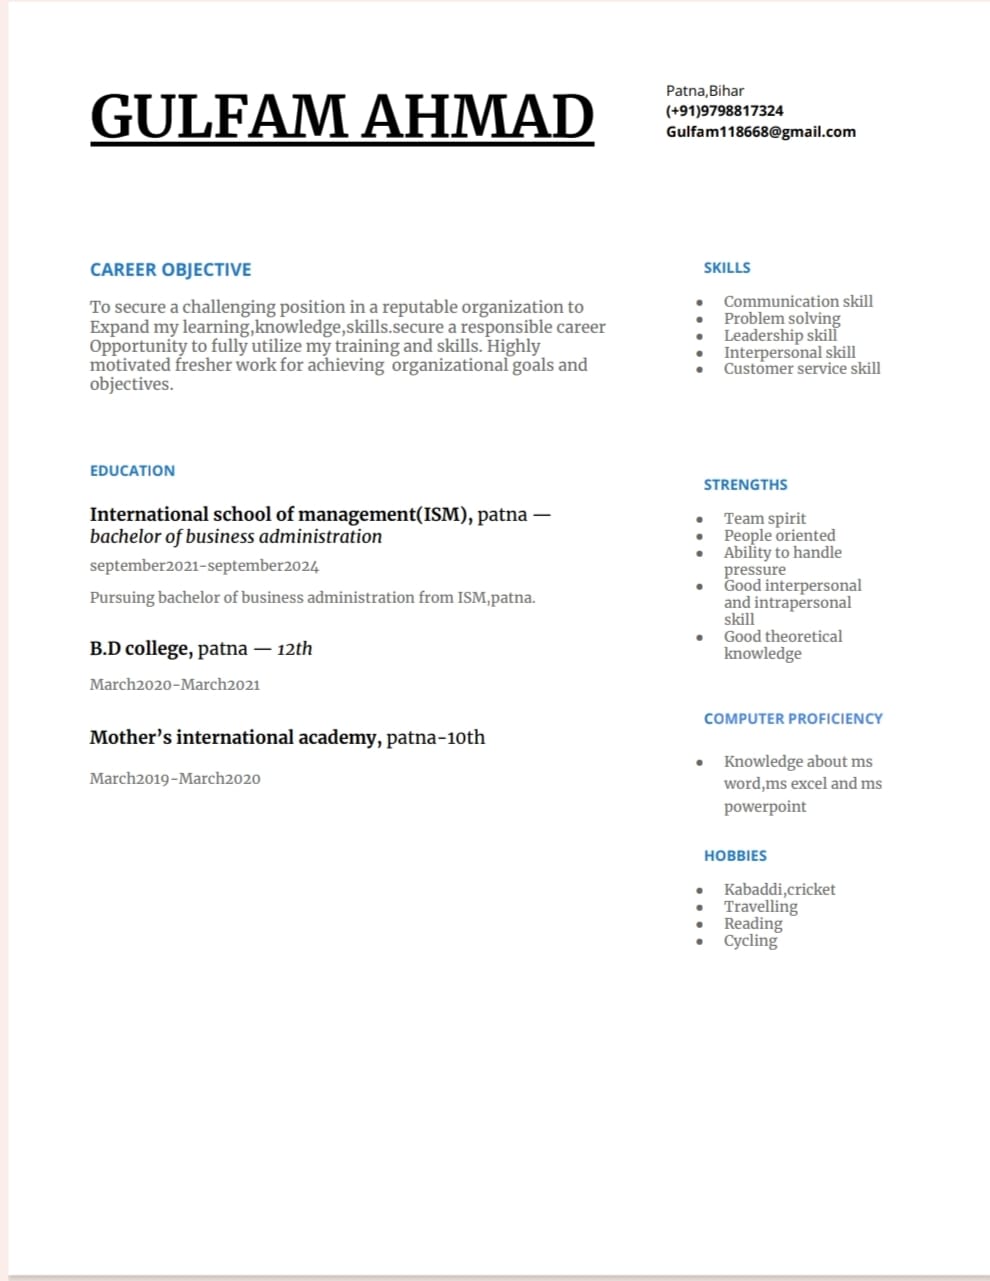 GULFAM AHMAD
Patna,Bihar
(+91)9798817324
Gulfam118668@gmail.com
CAREER OBJECTIVE
To secure a challenging position in a reputable organization to
Expand my learning,knowledge,skills.secure a responsible career
Opportunity to fully utilize my training and skills. Highly
motivated fresher work for achieving  organizational goals and
objectives.
EDUCATION
International school of management(ISM), patna —
bachelor of business administration
september2021-september2024
Pursuing bachelor of business administration from ISM,patna.
B.D college, patna — 12th
March2020-March2021
Mother’s international academy, patna-10th
March2019-March2020
SKILLS
● Communication skill
● Problem solving
● Leadership skill
● Interpersonal skill
● Customer service skill
STRENGTHS
● Team spirit
● People oriented
● Ability to handle
pressure
● Good interpersonal
and intrapersonal
skill
● Good theoretical
knowledge
COMPUTER PROFICIENCY
● Knowledge about ms
word,ms excel and ms
powerpoint
HOBBIES
● Kabaddi,cricket
● Travelling
● Reading
● Cycling